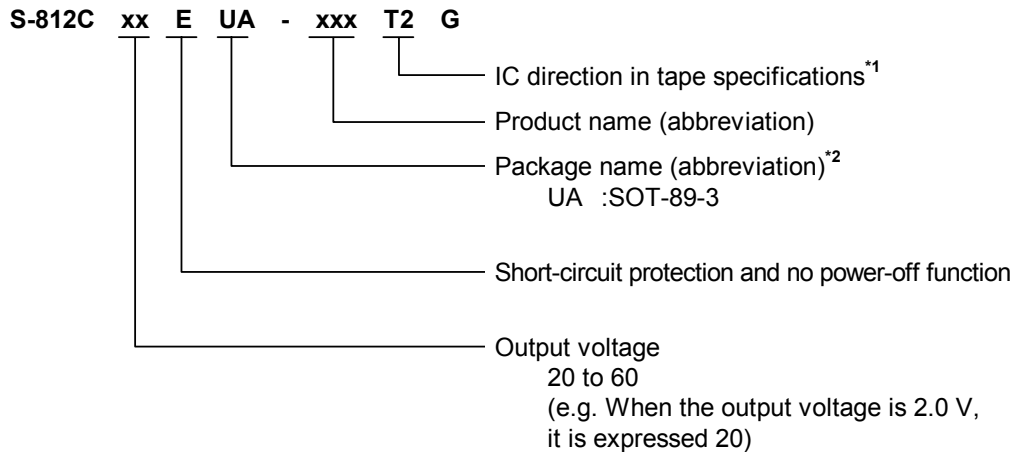 S-812C xx E UA - xxx T2 G
IC direction in tape specifications*1
Product name (abbreviation)
Package name (abbreviation)*2
UA :SOT-89-3
Short-circuit protection and no power-off function
Output voltage
20 to 60
(e.g. When the output voltage is 2.0 V,
it is expressed 20)